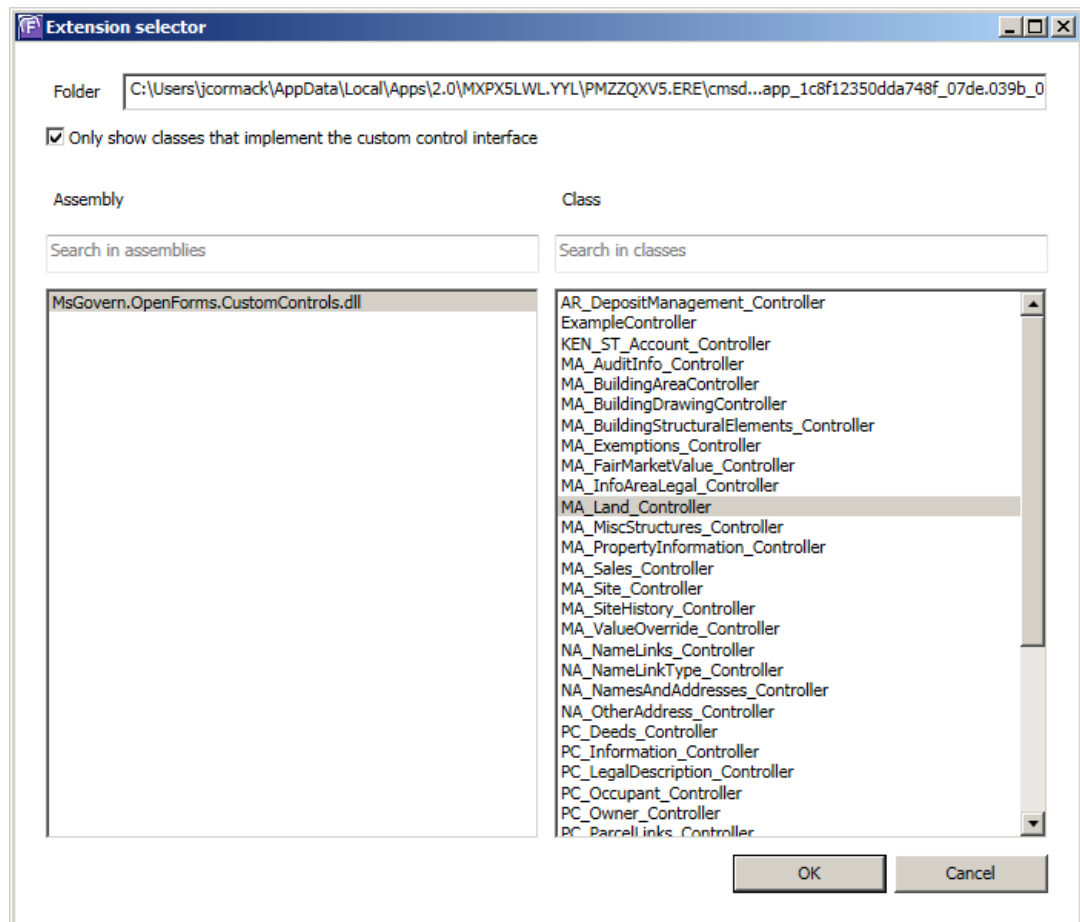 Extension selector
Folder C:\Users\jcormack\AppData\Local\Apps\2.0\MXPX5LWL.YYL\PMZZQXV5.ERE\cmsd...app_1c8f12350dda748f_07de.039b_0
Only show classes that implement the custom control interface
Assembly
Class
Search in assemblies
Search in classes
MsGovern.OpenForms.CustomControls.dll
AR_DepositManagement_Controller
ExampleController
KEN_ST_Account_Controller
MA_AuditInfo_Controller
MA_BuildingAreaController
MA_BuildingDrawingController
MA_BuildingStructuralElements_Controller
MA_Exemptions_Controller
MA_FairMarketValue_Controller
MA_InfoAreaLegal_Controller
MA_Land_Controller
MA_MiscStructures_Controller
MA_PropertyInformation_Controller
MA_Sales_Controller
MA_Site_Controller
MA_SiteHistory_Controller
MA_ValueOverride_Controller
NA_NameLinks_Controller
NA_NameLinkType_Controller
NA_NamesAndAddresses_Controller
NA_OtherAddress_Controller
PC_Deeds_Controller
PC_Information_Controller
PC_LegalDescription_Controller
PC_Occupant_Controller
PC_Owner_Controller
PC_ParcelLinks_Controller
OK
Cancel